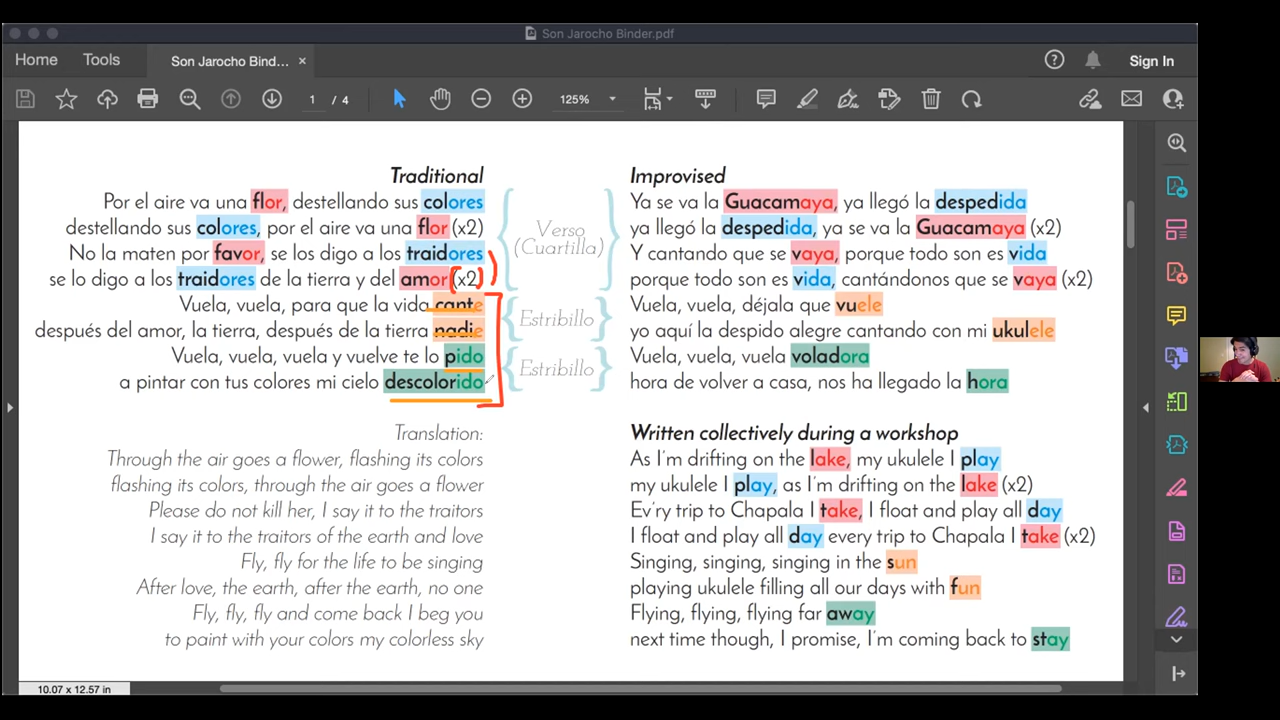 Son Jarocho Binder.pdf
Home
Tools
Son Jarocho Bind... ×
?
Sign In
1 / 4
125%
Traditional
Por el aire va una flor, destellando sus colores
destellando sus colores, por el aire va una flor (x2)
No la maten por favor, se los digo a los traidores
se lo digo a los traidores de la tierra y del amor (x2)
Vuela, vuela, para que la vida cante
después del amor, la tierra, después de la tierra nadie
Vuela, vuela, vuela y vuelve te lo pido
a pintar con tus colores mi cielo descolorido
Verso
(Cuartilla)
Estribillo
Estribillo
Improvised
Ya se va la Guacamaya, ya llegó la despedida
ya llegó la despedida, ya se va la Guacamaya (x2)
Y cantando que se vaya, porque todo son es vida
porque todo son es vida, cantándonos que se vaya (x2)
Vuela, vuela, déjala que vuele
yo aquí la despido alegre cantando con mi ukulele
Vuela, vuela, vuela voladora
hora de volver a casa, nos ha llegado la hora
Translation:
Through the air goes a flower, flashing its colors
flashing its colors, through the air goes a flower
Please do not kill her, I say it to the traitors
I say it to the traitors of the earth and love
Fly, fly for the life to be singing
After love, the earth, after the earth, no one
Fly, fly, fly and come back I beg you
to paint with your colors my colorless sky
Written collectively during a workshop
As I'm drifting on the lake, my ukulele I play
my ukulele I play, as I'm drifting on the lake (x2)
Ev'ry trip to Chapala I take, I float and play all day
I float and play all day every trip to Chapala I take (x2)
Singing, singing, singing in the sun
playing ukulele filling all our days with fun
Flying, flying, flying far away
next time though, I promise, I'm coming back to stay
10.07 x 12.57 in